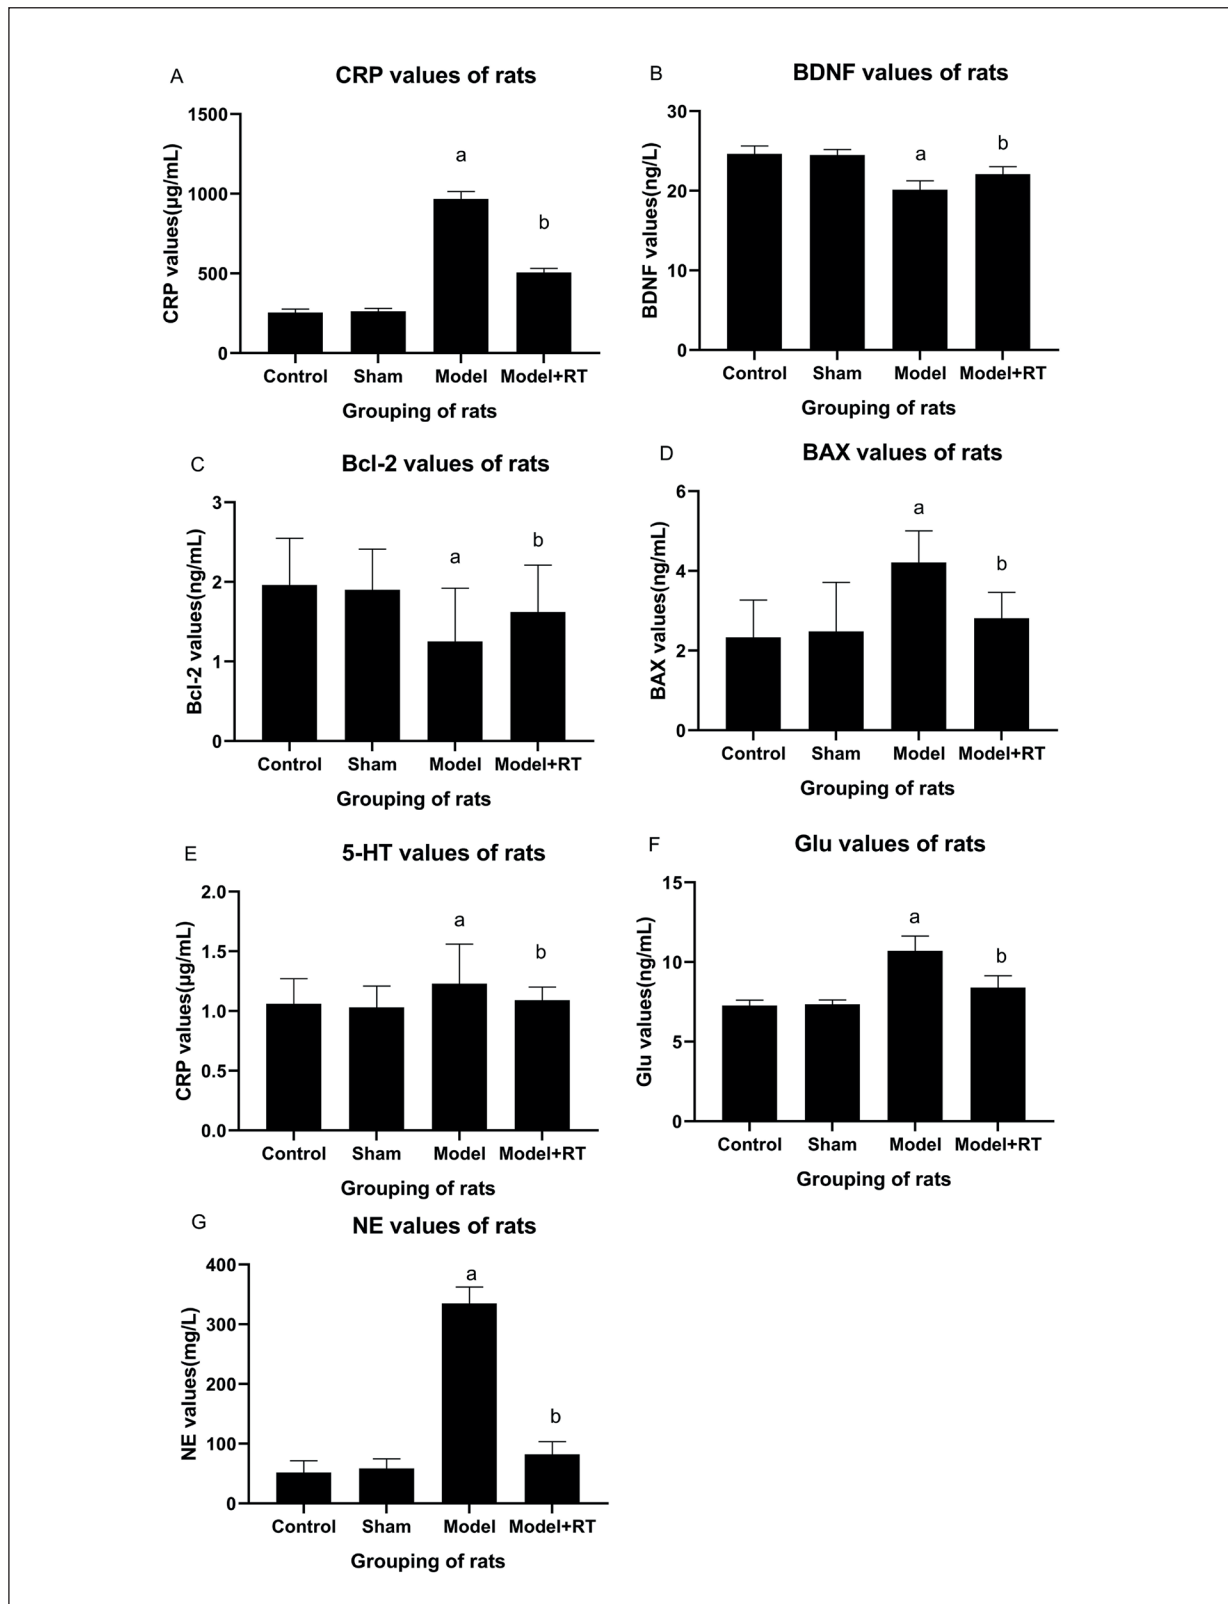 A
CRP values of rats
CRP values(µg/mL)
1500
1000
500
0
a
b
Control Sham Model Model+RT
Grouping of rats
B
BDNF values of rats
BDNF values(ng/L)
30
20
10
0
a
b
Control Sham Model Model+RT
Grouping of rats
C
Bcl-2 values of rats
Bcl-2 values(ng/mL)
3
2
1
0
a
b
Control Sham Model Model+RT
Grouping of rats
D
BAX values of rats
BAX values(ng/mL)
6
4
2
0
a
b
Control Sham Model Model+RT
Grouping of rats
E
5-HT values of rats
CRP values(µg/mL)
2.0
1.5
1.0
0.5
0.0
a
b
Control Sham Model Model+RT
Grouping of rats
F
Glu values of rats
Glu values(ng/mL)
15
10
5
0
a
b
Control Sham Model Model+RT
Grouping of rats
G
NE values of rats
NE values(mg/L)
400
300
200
100
0
a
b
Control Sham Model Model+RT
Grouping of rats